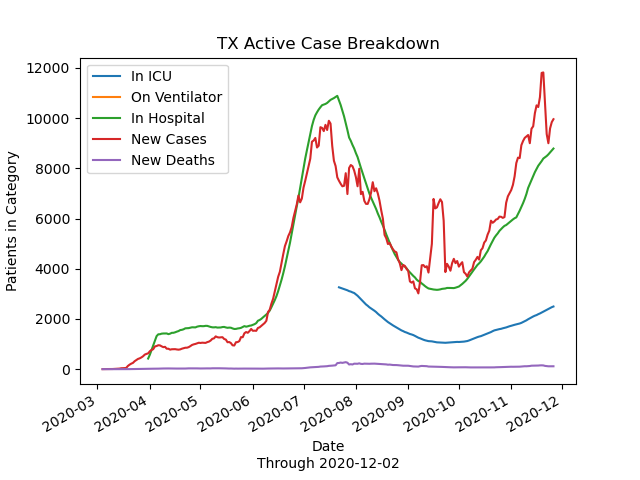 TX Active Case Breakdown
In ICU
On Ventilator
In Hospital
New Cases
New Deaths
Patients in Category
12000
10000
8000
6000
4000
2000
0
2020-03
2020-04
2020-05
2020-06
2020-07
2020-08
2020-09
2020-10
2020-11
2020-12
Date
Through 2020-12-02